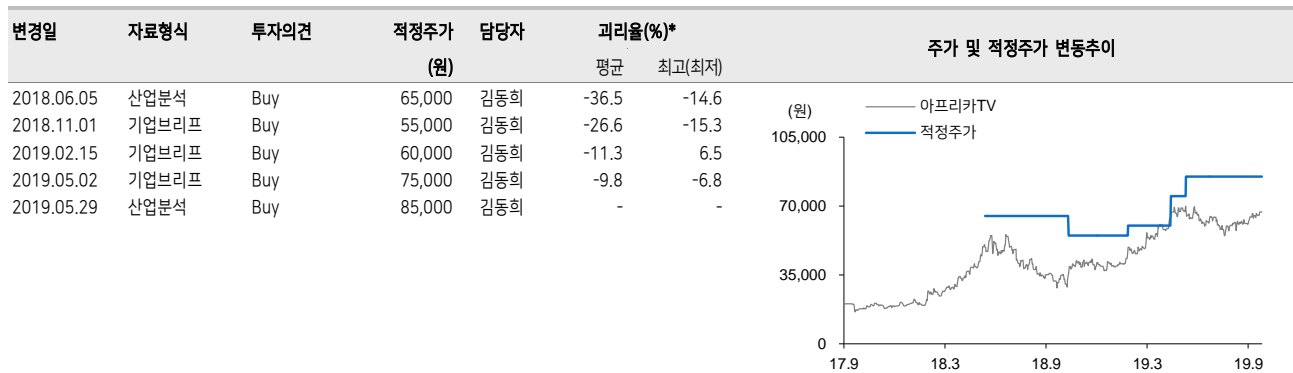 변경일 자료형식 투자의견 적정주가 담당자 괴리율(%)* 주가 및 적정주가 변동추이
(원) 평균 최고(최저)
2018.06.05 산업분석 Buy 65,000 김동희 -36.5 -14.6
2018.11.01 기업브리프 Buy 55,000 김동희 -26.6 -15.3
2019.02.15 기업브리프 Buy 60,000 김동희 -11.3 6.5
2019.05.02 기업브리프 Buy 75,000 김동희 -9.8 -6.8
2019.05.29 산업분석 Buy 85,000 김동희 - -
(원)
아프리카TV
적정주가
105,000
70,000
35,000
0
17.9 18.3 18.9 19.3 19.9